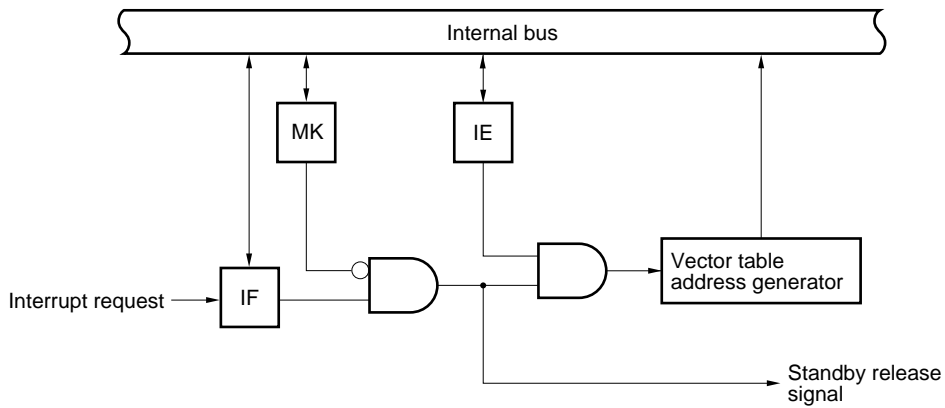 Internal bus
MK
IE
IF
Interrupt request
Vector table
address generator
Standby release
signal